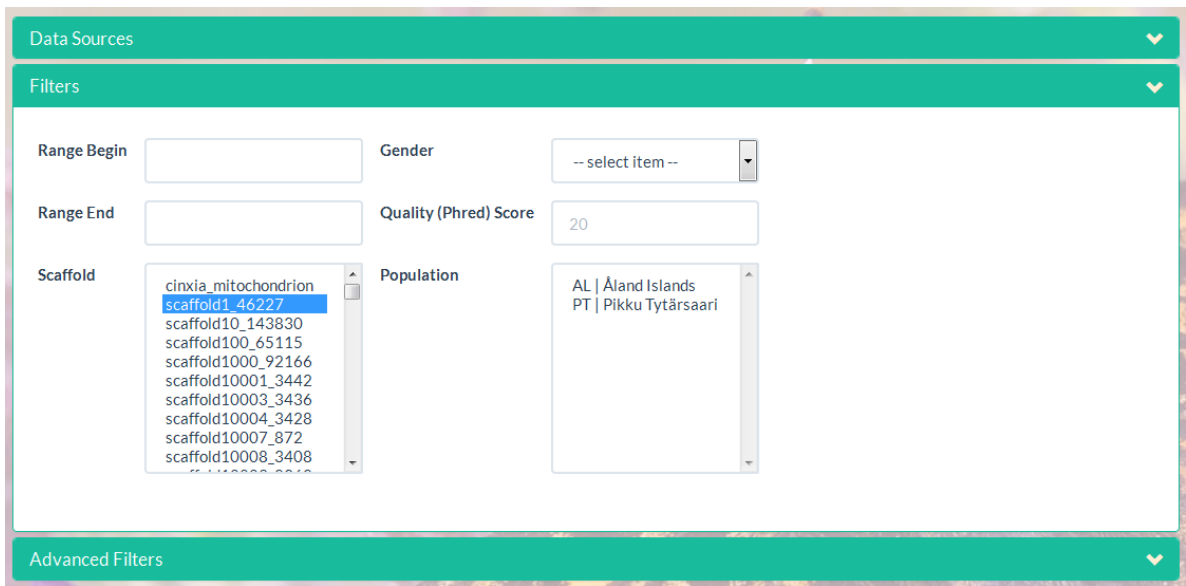 Data Sources
Filters
Range Begin
Gender
-- select item --
Range End
Quality (Phred) Score
20
Scaffold
cinxia_mitochondrion
scaffold1_46227
scaffold10_143830
scaffold100_65115
scaffold1000_92166
scaffold10001_3442
scaffold10003_3436
scaffold10004_3428
scaffold10007_872
scaffold10008_3408
Population
AL | Åland Islands
PT | Pikku Tytärsaari
Advanced Filters